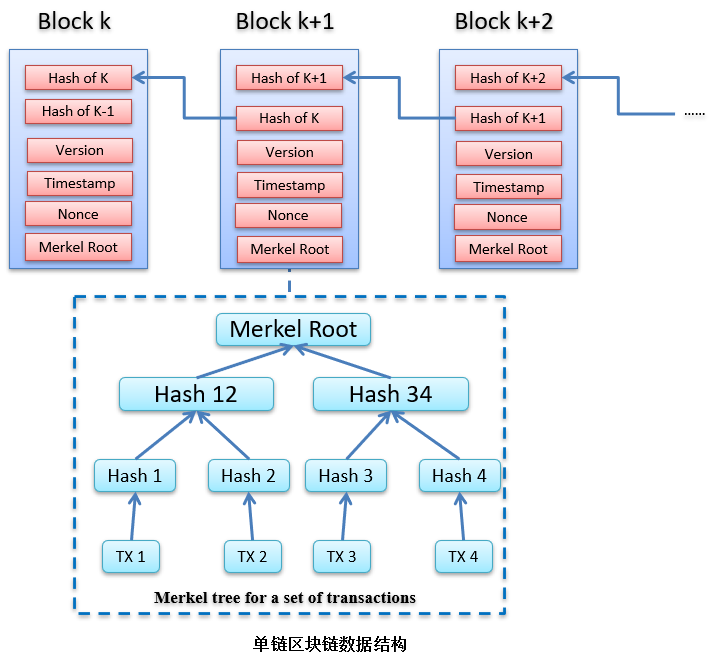 Block k
Block k+1
Block k+2
Hash of K
Hash of K-1
Version
Timestamp
Nonce
Merkel Root
Hash of K+1
Hash of K
Version
Timestamp
Nonce
Merkel Root
Hash of K+2
Hash of K+1
Version
Timestamp
Nonce
Merkel Root
......
Merkel Root
Hash 12
Hash 34
Hash 1
Hash 2
Hash 3
Hash 4
TX 1
TX 2
TX 3
TX 4
Merkel tree for a set of transactions
单链区块链数据结构